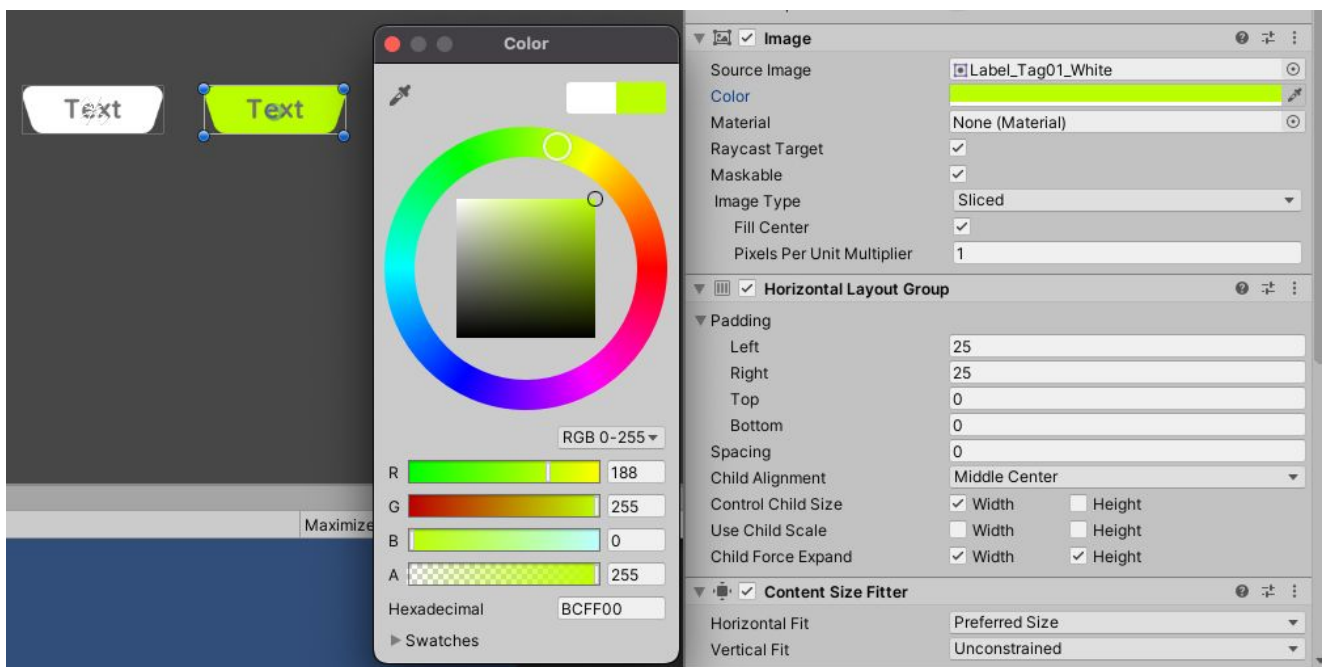 Text
Text
Maximize
Color
RGB 0-255
R 188
G 255
B 0
A 255
Hexadecimal BCFF00
Swatches
Image
Source Image Label_Tag01_White
Color
Material None (Material)
Raycast Target
Maskable
Image Type Sliced
Fill Center
Pixels Per Unit Multiplier 1
Horizontal Layout Group
Padding
Left 25
Right 25
Top 0
Bottom 0
Spacing 0
Child Alignment Middle Center
Control Child Size Width Height
Use Child Scale Width Height
Child Force Expand Width Height
Content Size Fitter
Horizontal Fit Preferred Size
Vertical Fit Unconstrained